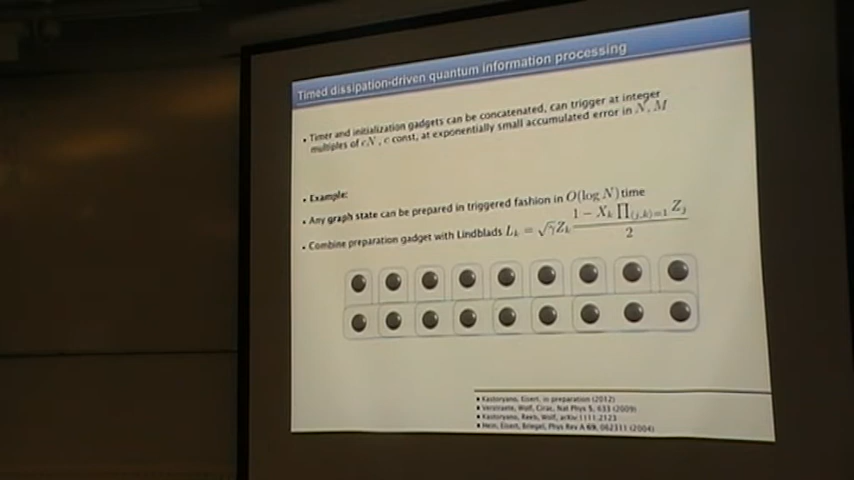 Timed dissipation-driven quantum information processing
• Timer and initialization gadgets can be concatenated, can trigger at integer
multiples of cN, c const, at exponentially small accumulated error in N, M
• Example:
• Any graph state can be prepared in triggered fashion in O(log N) time
• Combine preparation gadget with Lindblads L_k = √γ Z_k (1 − X_k ∏_{(j,k)=1} Z_j) / 2
• Kastoryano, Eisert, in preparation (2012)
• Verstraete, Wolf, Cirac, Nat Phys 5, 633 (2009)
• Kastoryano, Reeb, Wolf, arXiv:1111.2123
• Hein, Eisert, Briegel, Phys Rev A 69, 062311 (2004)